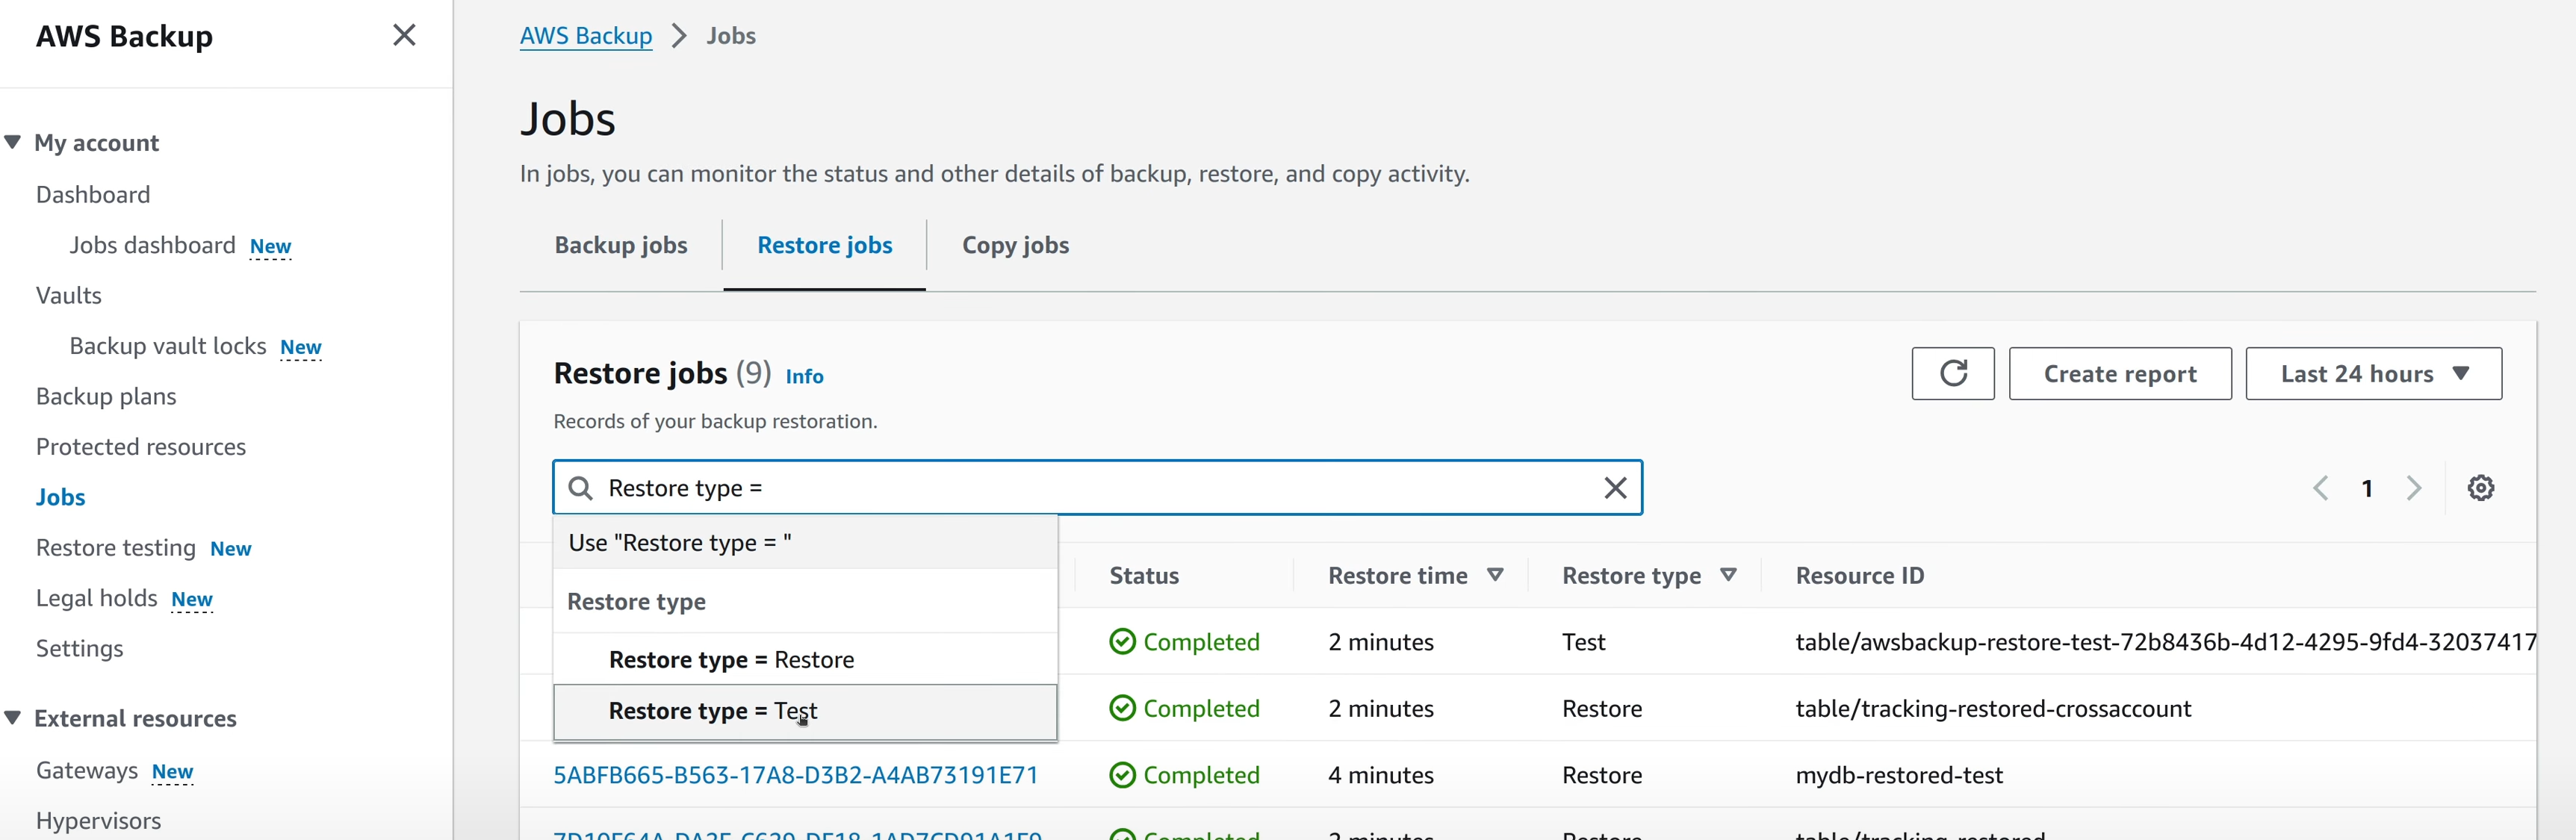 AWS Backup
My account
Dashboard
Jobs dashboard New
Vaults
Backup vault locks New
Backup plans
Protected resources
Jobs
Restore testing New
Legal holds New
Settings
External resources
Gateways New
Hypervisors
AWS Backup > Jobs
Jobs
In jobs, you can monitor the status and other details of backup, restore, and copy activity.
Backup jobs Restore jobs Copy jobs
Restore jobs (9) Info
Create report Last 24 hours
Records of your backup restoration.
Restore type =
1
Use "Restore type = "
Restore type
Restore type = Restore
Restore type = Test
Status Restore time Restore type Resource ID
Completed 2 minutes Test table/awsbackup-restore-test-72b8436b-4d12-4295-9fd4-32037417
Completed 2 minutes Restore table/tracking-restored-crossaccount
5ABFB665-B563-17A8-D3B2-A4AB73191E71 Completed 4 minutes Restore mydb-restored-test
Completed minutes Restore table/tracking-restored